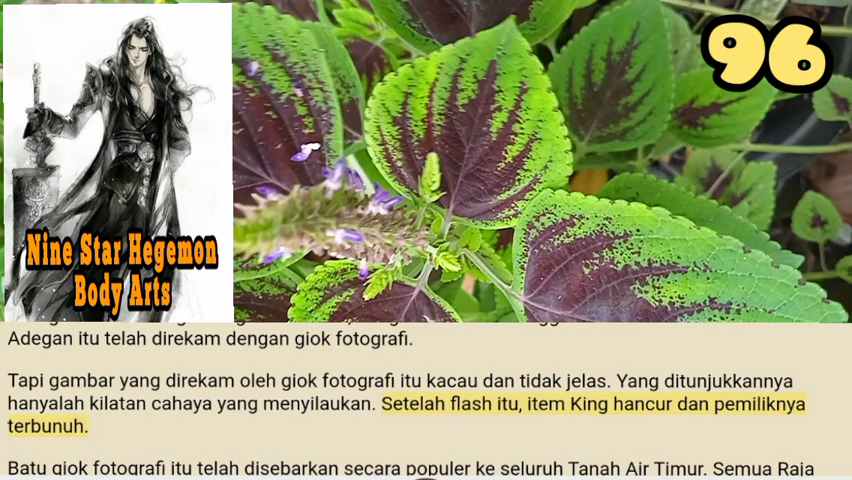 96
Nine Star Hegemon
Body Arts
Adegan itu telah direkam dengan giok fotografi.
Tapi gambar yang direkam oleh giok fotografi itu kacau dan tidak jelas. Yang ditunjukkannya
hanyalah kilatan cahaya yang menyilaukan. Setelah flash itu, item King hancur dan pemiliknya
terbunuh.
Batu giok fotografi itu telah disebarkan secara populer ke seluruh Tanah Air Timur. Semua Raja